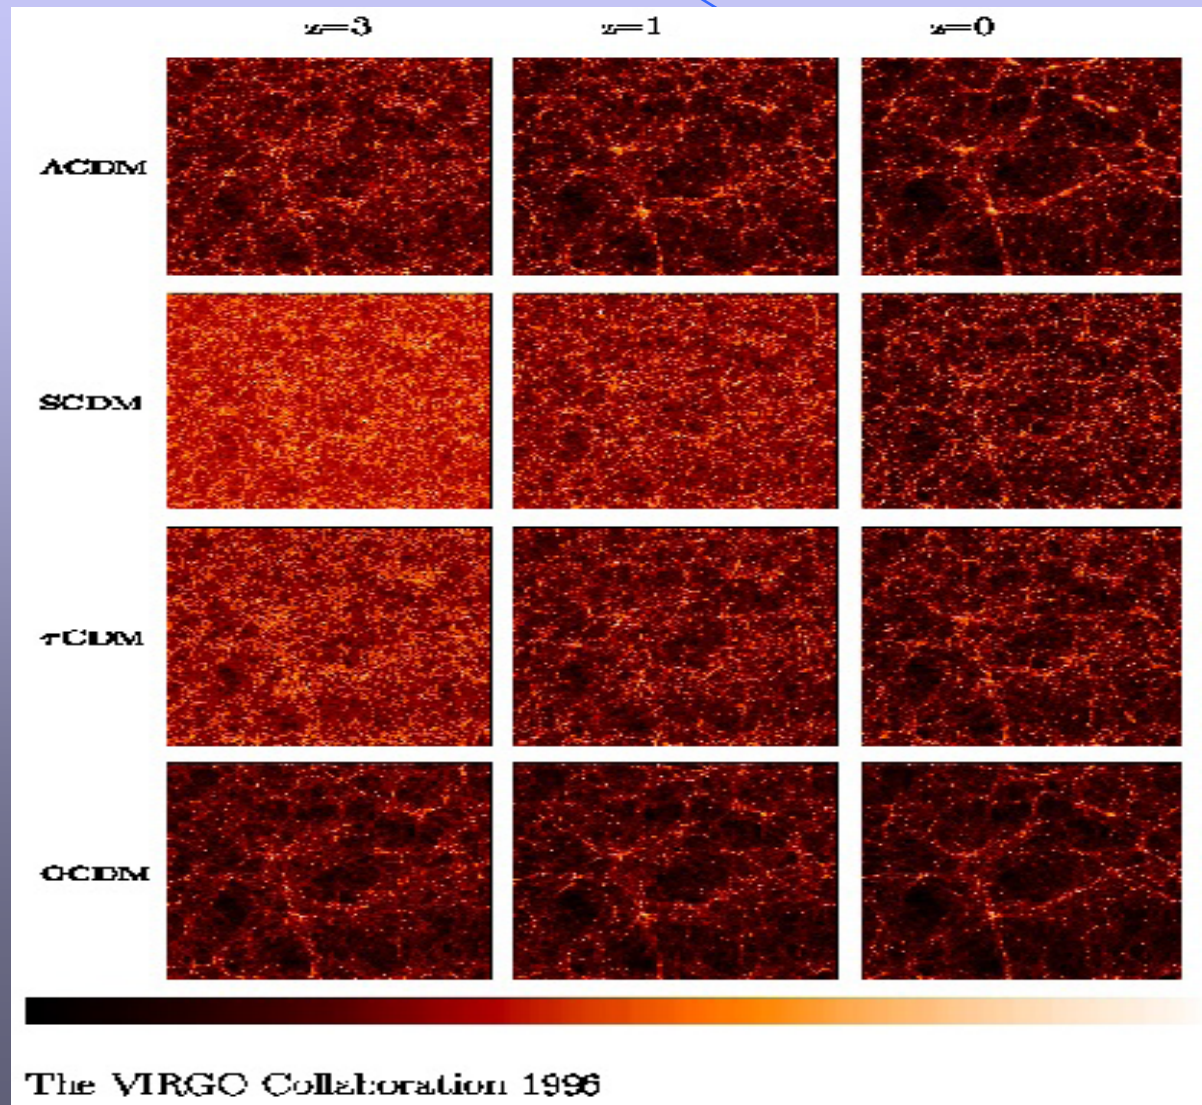 z=3 z=1 z=0
ΛCDM
SCDM
τCDM
OCDM
The VIRGO Collaboration 1996